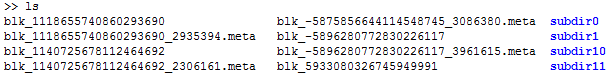 >> ls
blk_1118655740860293690 blk_-5875856644114548745_3086380.meta subdir0
blk_1118655740860293690_2935394.meta blk_-5896280772830226117 subdir1
blk_1140725678112464692 blk_-5896280772830226117_3961615.meta subdir10
blk_1140725678112464692_2306161.meta blk_5933080326745949991 subdir11